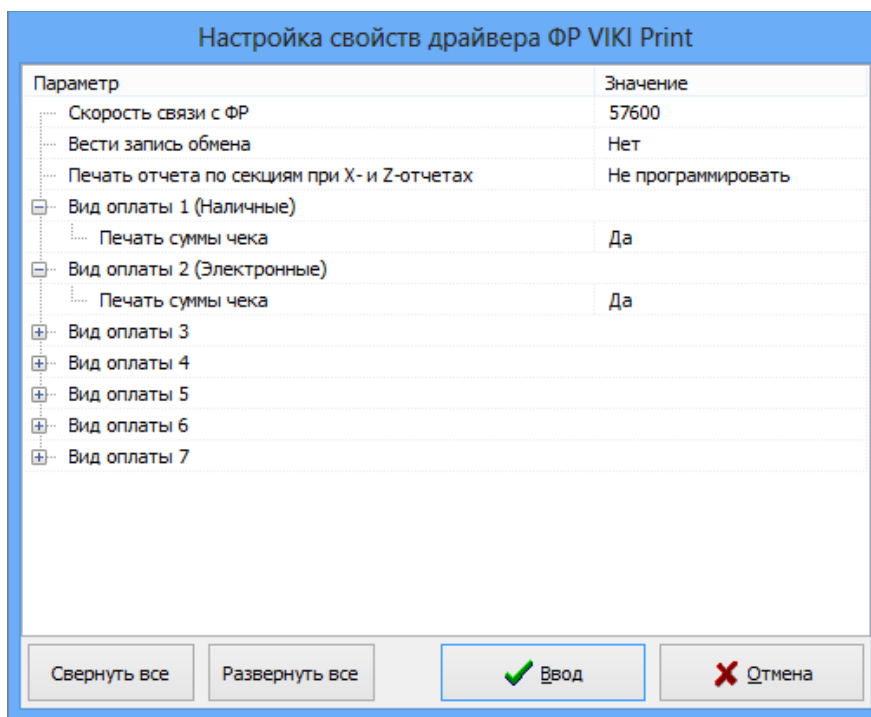 Настройка свойств драйвера ФР VIKI Print
Параметр Значение
Скорость связи с ФР 57600
Вести запись обмена Нет
Печать отчета по секциям при X- и Z-отчетах Не программировать
Вид оплаты 1 (Наличные)
Печать суммы чека Да
Вид оплаты 2 (Электронные)
Печать суммы чека Да
Вид оплаты 3
Вид оплаты 4
Вид оплаты 5
Вид оплаты 6
Вид оплаты 7
Свернуть все Развернуть все Ввод Отмена